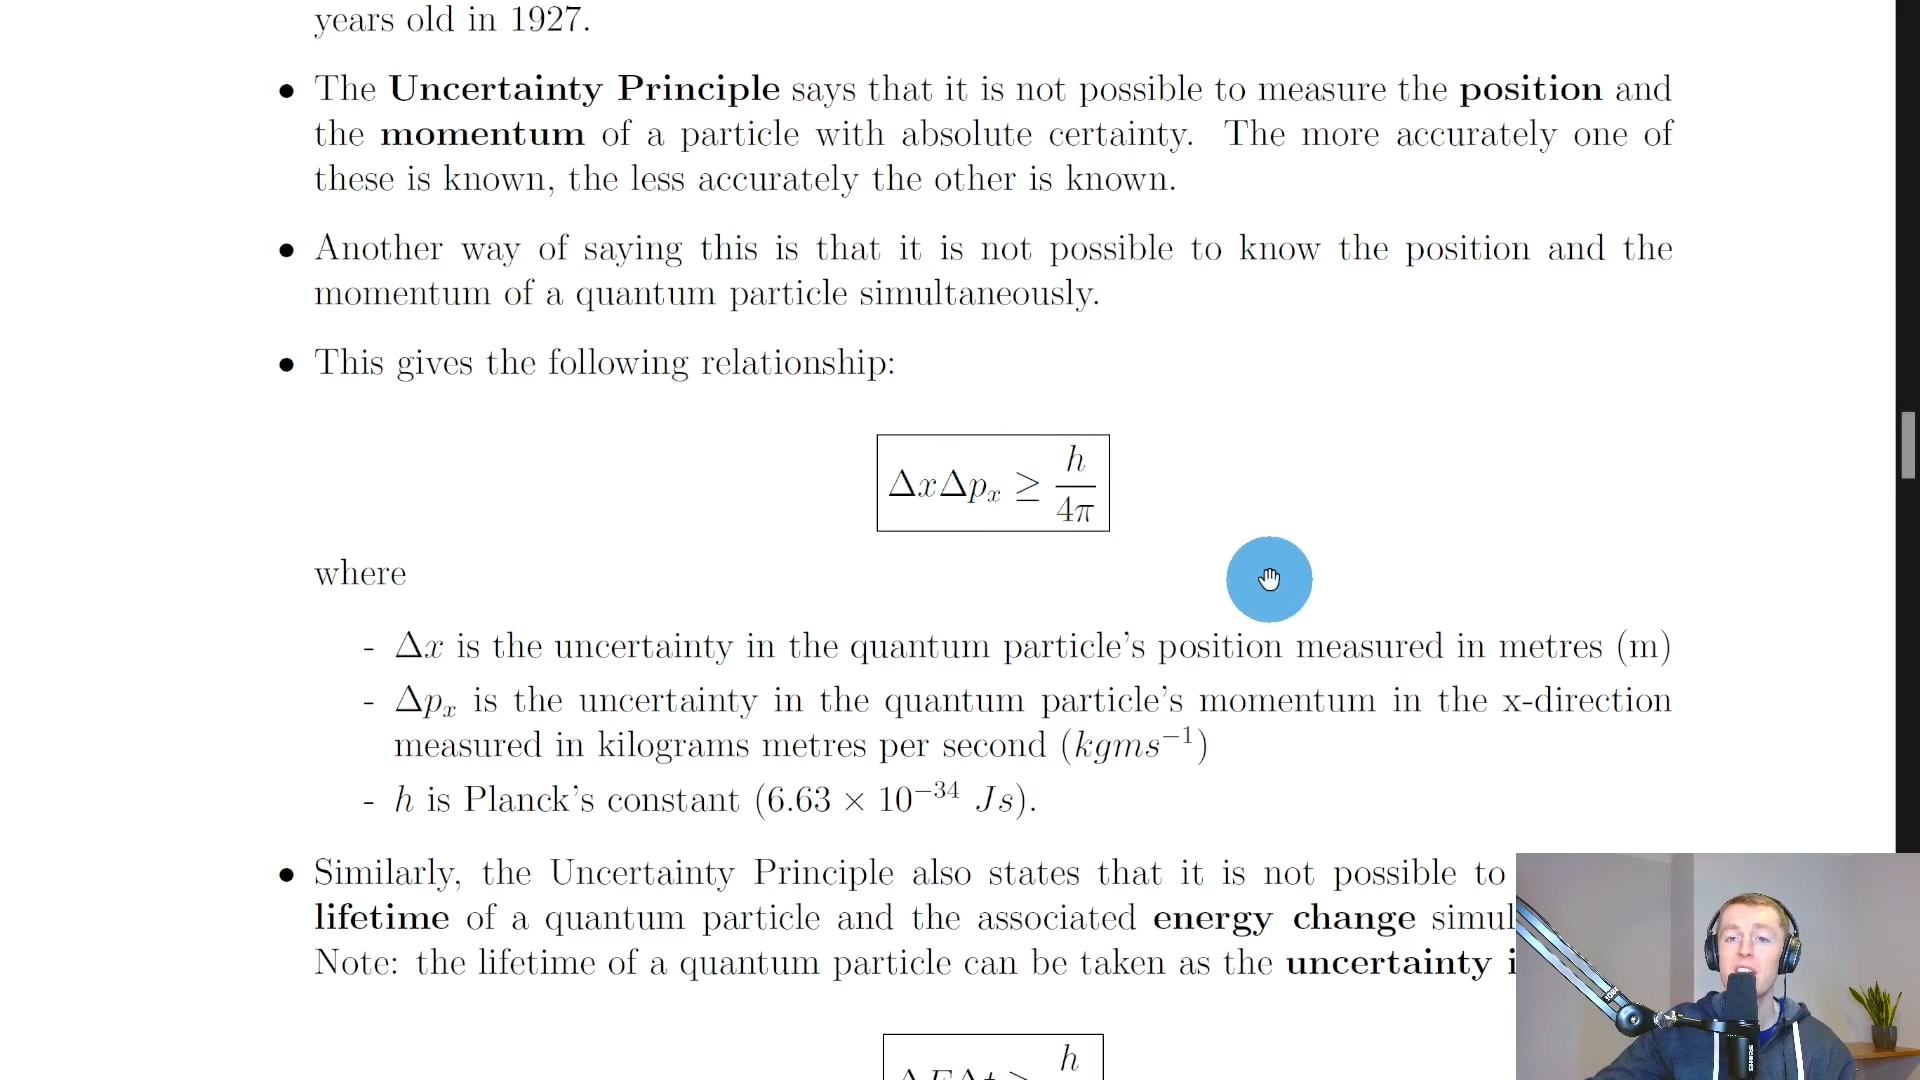 years old in 1927.
• The Uncertainty Principle says that it is not possible to measure the position and
the momentum of a particle with absolute certainty. The more accurately one of
these is known, the less accurately the other is known.
• Another way of saying this is that it is not possible to know the position and the
momentum of a quantum particle simultaneously.
• This gives the following relationship:
ΔxΔpₓ ≥ h/4π
where
- Δx is the uncertainty in the quantum particle's position measured in metres (m)
- Δpₓ is the uncertainty in the quantum particle's momentum in the x-direction
measured in kilograms metres per second (kgms⁻¹)
- h is Planck's constant (6.63 × 10⁻³⁴ Js).
• Similarly, the Uncertainty Principle also states that it is not possible to
lifetime of a quantum particle and the associated energy change simul
Note: the lifetime of a quantum particle can be taken as the uncertainty i
ΔEΔt ≥ h